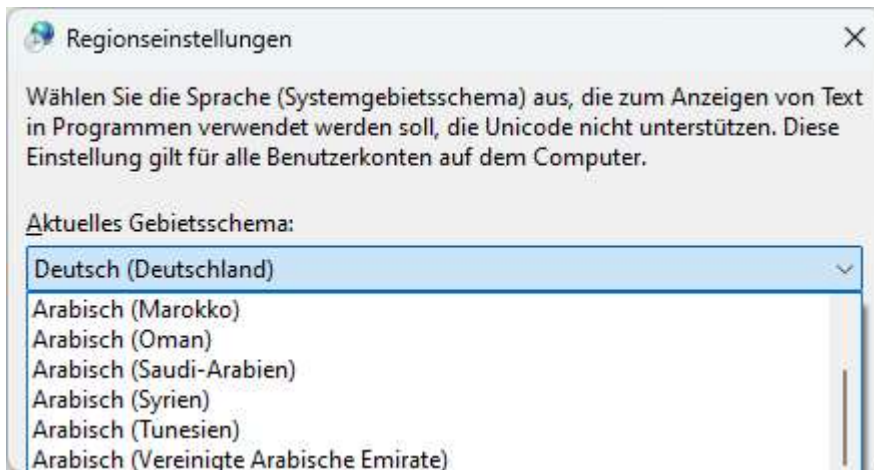 Regionseinstellungen
Wählen Sie die Sprache (Systemgebietsschema) aus, die zum Anzeigen von Text
in Programmen verwendet werden soll, die Unicode nicht unterstützen. Diese
Einstellung gilt für alle Benutzerkonten auf dem Computer.
Aktuelles Gebietsschema:
Deutsch (Deutschland)
Arabisch (Marokko)
Arabisch (Oman)
Arabisch (Saudi-Arabien)
Arabisch (Syrien)
Arabisch (Tunesien)
Arabisch (Vereinigte Arabische Emirate)